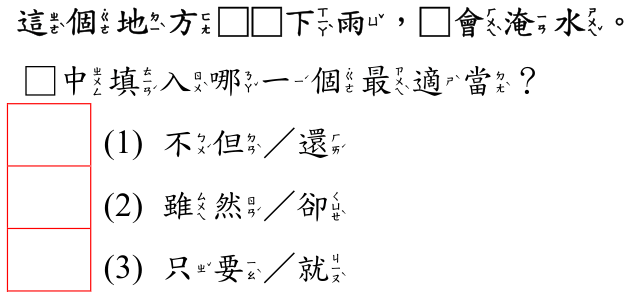 這個地方□□下雨，□會淹水。
□中填入哪一個最適當？
(1) 不但／還
(2) 雖然／卻
(3) 只要／就